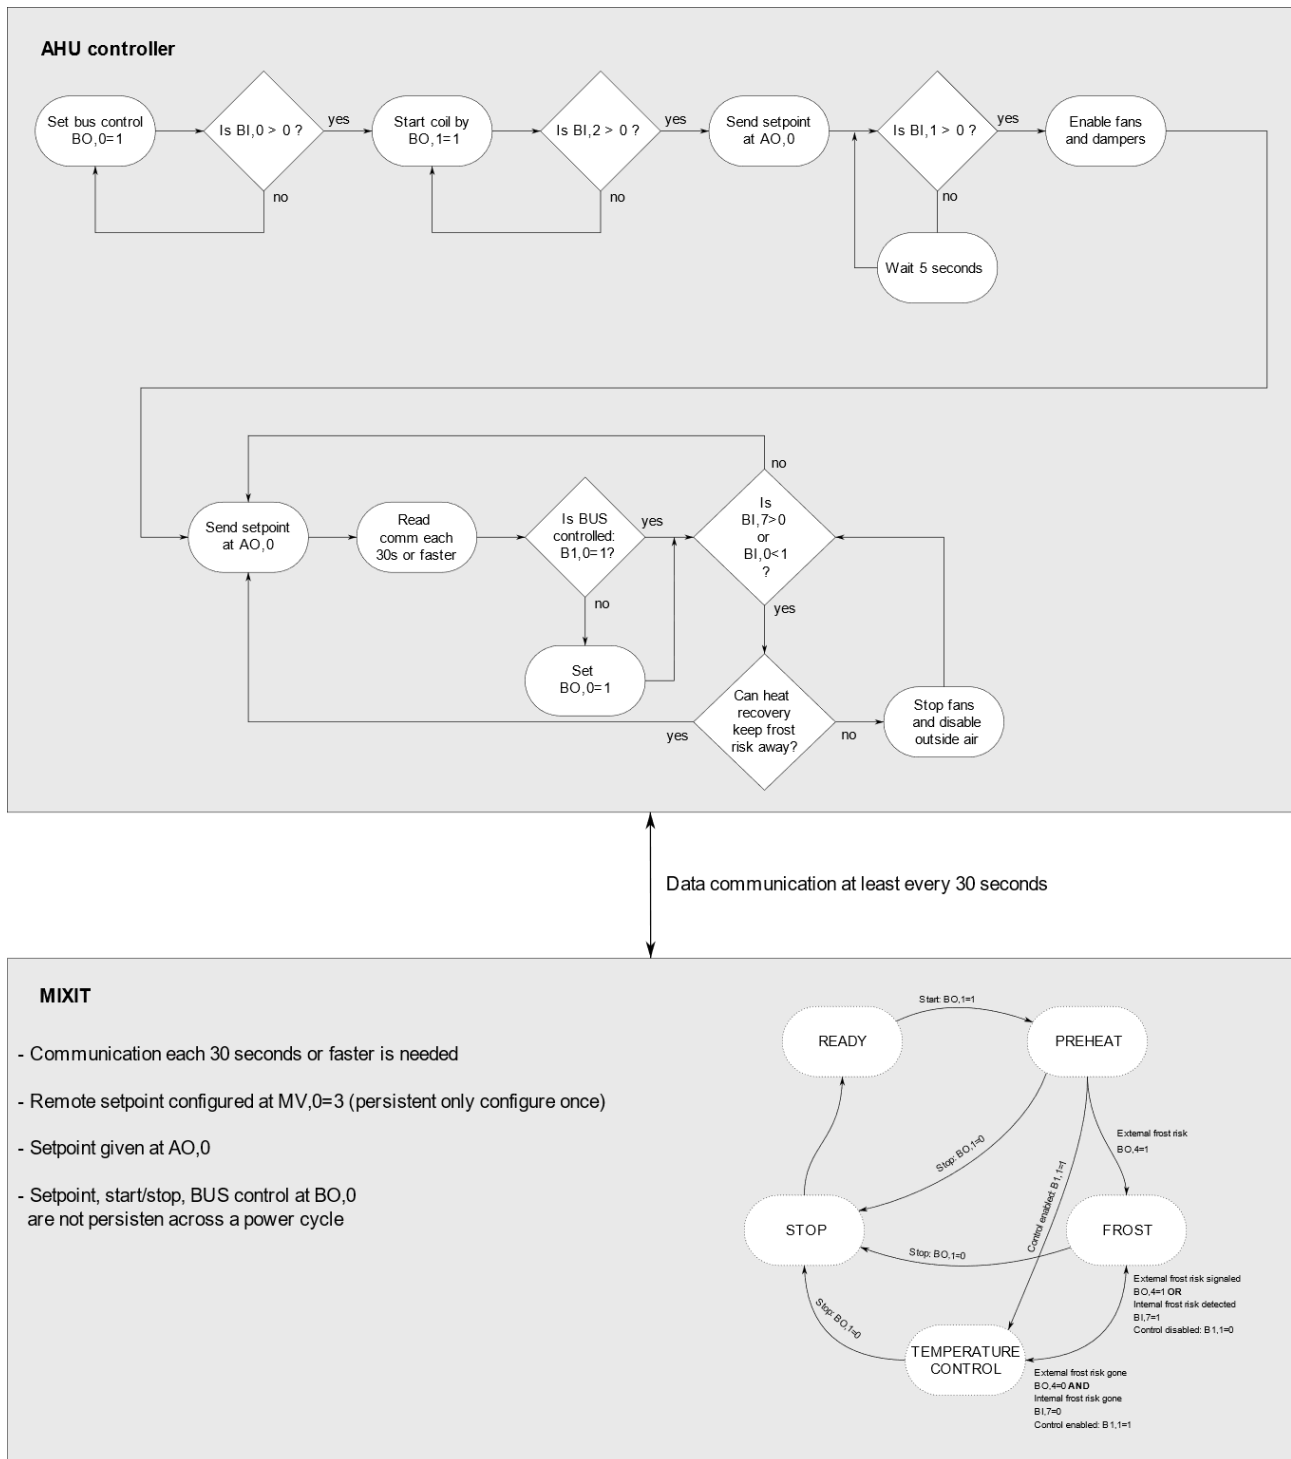 AHU controller
Set bus control
BO,0=1
Is BI,0 > 0 ?
yes
no
Start coil by
BO,1=1
Is BI,2 > 0 ?
yes
no
Send setpoint
at AO,0
Is BI,1 > 0 ?
yes
no
Wait 5 seconds
Enable fans
and dampers
Send setpoint
at AO,0
Read
comm each
30s or faster
Is BUS
controlled:
B1,0=1?
yes
no
Set
BO,0=1
Is
BI,7>0
or
BI,0<1
?
no
yes
Can heat
recovery
keep frost
risk away?
yes
no
Stop fans
and disable
outside air
Data communication at least every 30 seconds
MIXIT
- Communication each 30 seconds or faster is needed
- Remote setpoint configured at MV,0=3 (persistent only configure once)
- Setpoint given at AO,0
- Setpoint, start/stop, BUS control at BO,0
are not persisten across a power cycle
READY
Start: BO,1=1
PREHEAT
External frost risk
BO,4=1
Stop: BO,1=0
Control enabled: B1,1=1
STOP
FROST
Stop: BO,1=0
Stop: BO,1=0
External frost risk signaled
BO,4=1 OR
Internal frost risk detected
BI,7=1
Control disabled: B1,1=0
TEMPERATURE
CONTROL
External frost risk gone
BO,4=0 AND
Internal frost risk gone
BI,7=0
Control enabled: B1,1=1